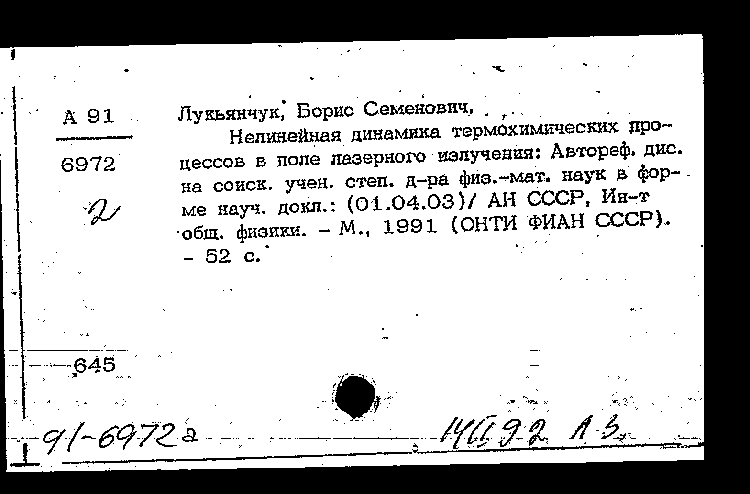 А 91
Лукьянчук, Борис Семенович,
Нелинейная динамика термохимических про-
6972
цессов в поле лазерного излучения: Автореф. дис.
на соиск. учен. степ. д-ра физ.-мат. наук в фор-
2
ме науч. докл.: (01.04.03)/ АН СССР, Ин-т
общ. физики. - М., 1991 (ОНТИ ФИАН СССР).
- 52 с.
645
91-6972а
14II92 Л 3.